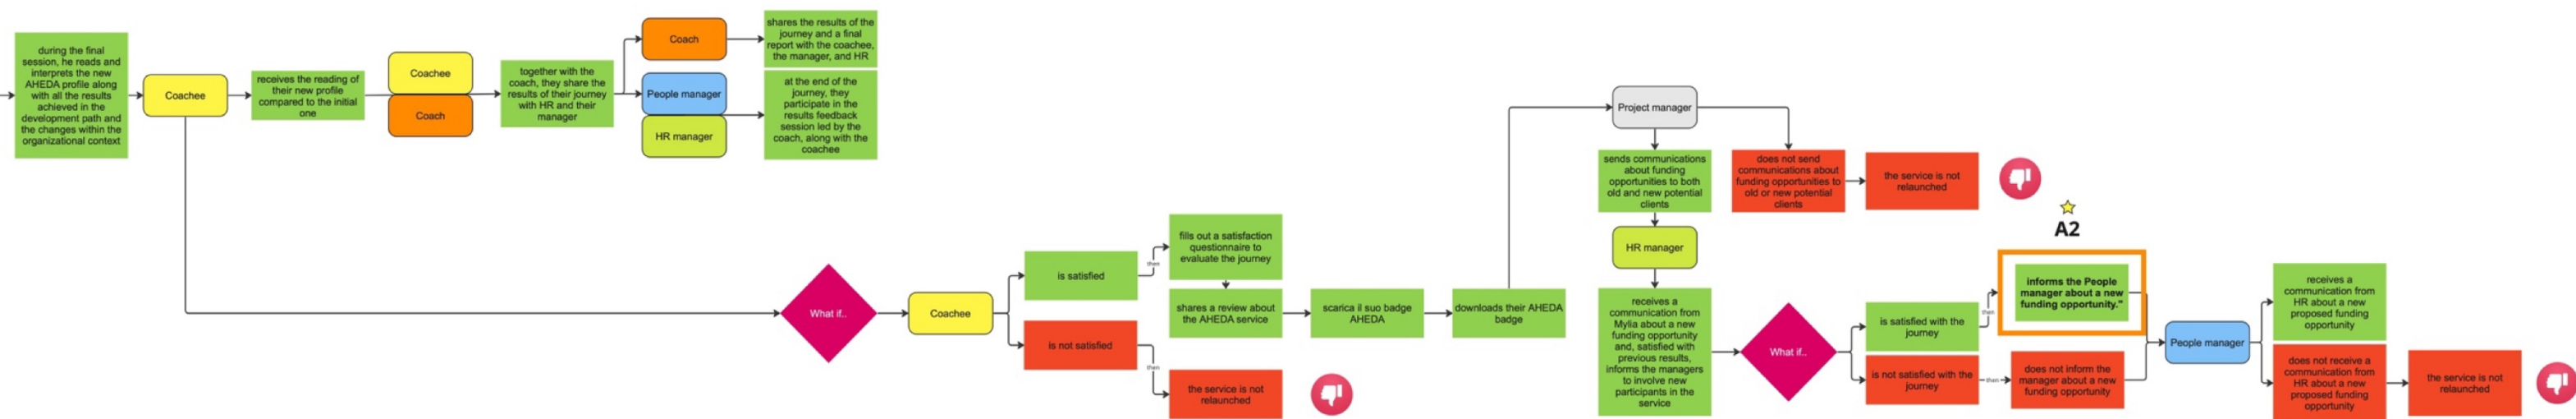 during the final
session, he reads and
interprets the new
AHEDA profile along
with all the results
achieved in the
development path and
the changes within the
organizational context
Coachee
receives the reading of
their new profile
compared to the initial
one
Coachee
Coach
together with the
coach, they share the
results of their journey
with HR and their
manager
Coach
People manager
HR manager
shares the results of the
journey and a final
report with the coachee,
the manager, and HR
at the end of the
journey, they
participate in the
results feedback
session led by the
coach, along with the
coachee
What if..
Coachee
is satisfied
then
fills out a satisfaction
questionnaire to
evaluate the journey
shares a review about
the AHEDA service
scarica il suo badge
AHEDA
downloads their AHEDA
badge
is not satisfied
then
the service is not
relaunched
Project manager
sends communications
about funding
opportunities to both
old and new potential
clients
does not send
communications about
funding opportunities to
old or new potential
clients
the service is not
relaunched
HR manager
receives a
communication from
Mylia about a new
funding opportunity
and, satisfied with
previous results,
informs the managers
to involve new
participants in the
service
What if..
is satisfied with the
journey
then
A2
informs the People
manager about a new
funding opportunity."
is not satisfied with the
journey
then
does not inform the
manager about a new
funding opportunity
People manager
receives a
communication from
HR about a new
proposed funding
opportunity
does not receive a
communication from
HR about a new
proposed funding
opportunity
the service is not
relaunched